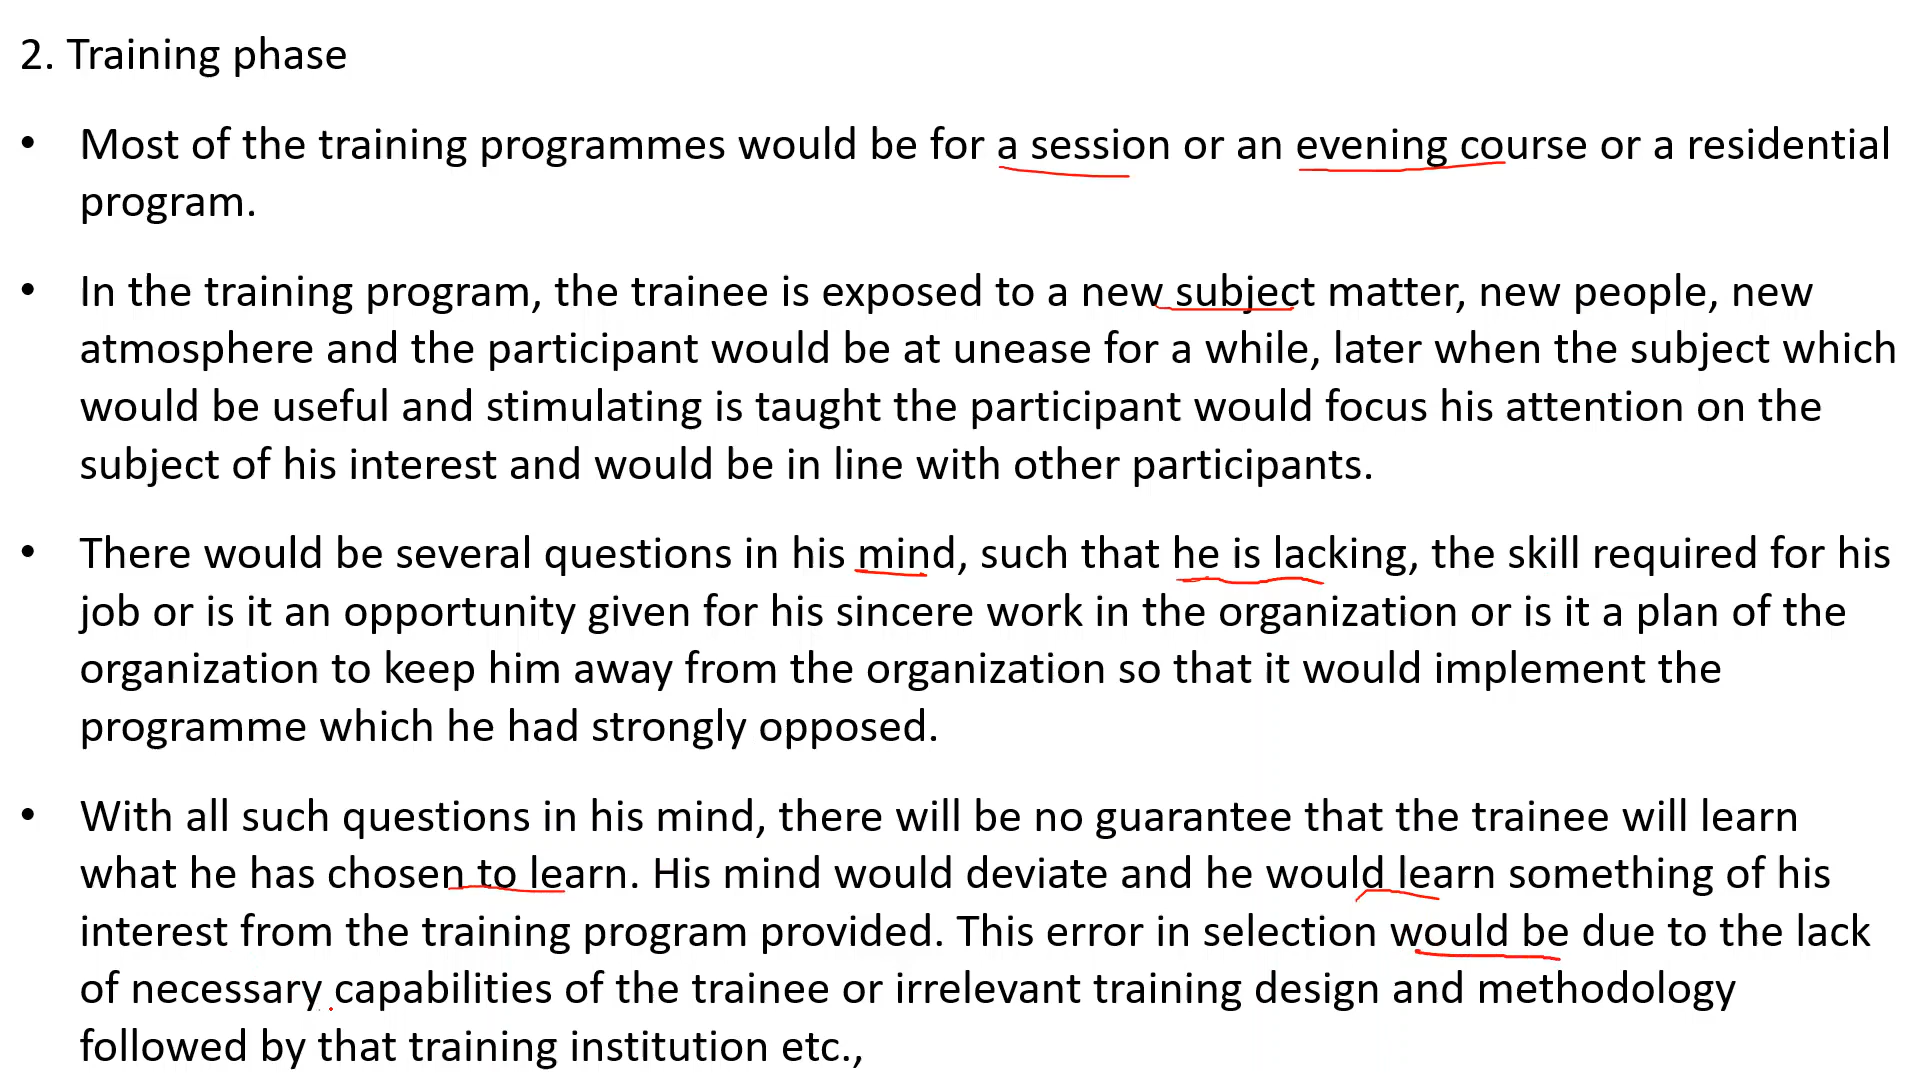 2. Training phase
• Most of the training programmes would be for a session or an evening course or a residential
program.
• In the training program, the trainee is exposed to a new subject matter, new people, new
atmosphere and the participant would be at unease for a while, later when the subject which
would be useful and stimulating is taught the participant would focus his attention on the
subject of his interest and would be in line with other participants.
• There would be several questions in his mind, such that he is lacking, the skill required for his
job or is it an opportunity given for his sincere work in the organization or is it a plan of the
organization to keep him away from the organization so that it would implement the
programme which he had strongly opposed.
• With all such questions in his mind, there will be no guarantee that the trainee will learn
what he has chosen to learn. His mind would deviate and he would learn something of his
interest from the training program provided. This error in selection would be due to the lack
of necessary capabilities of the trainee or irrelevant training design and methodology
followed by that training institution etc.,